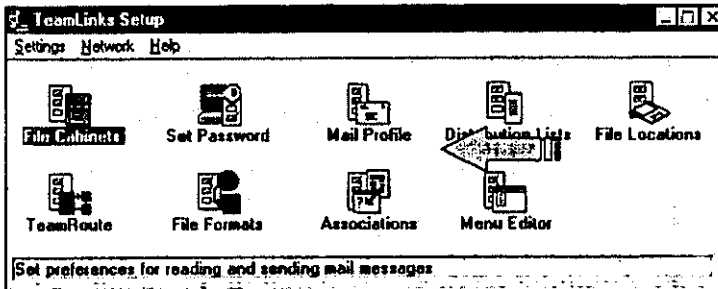 TeamLinks Setup
Settings Network Help
File Cabinets Set Password Mail Profile Distribution Lists File Locations
TeamRoute File Formats Associations Menu Editor
Set preferences for reading and sending mail messages